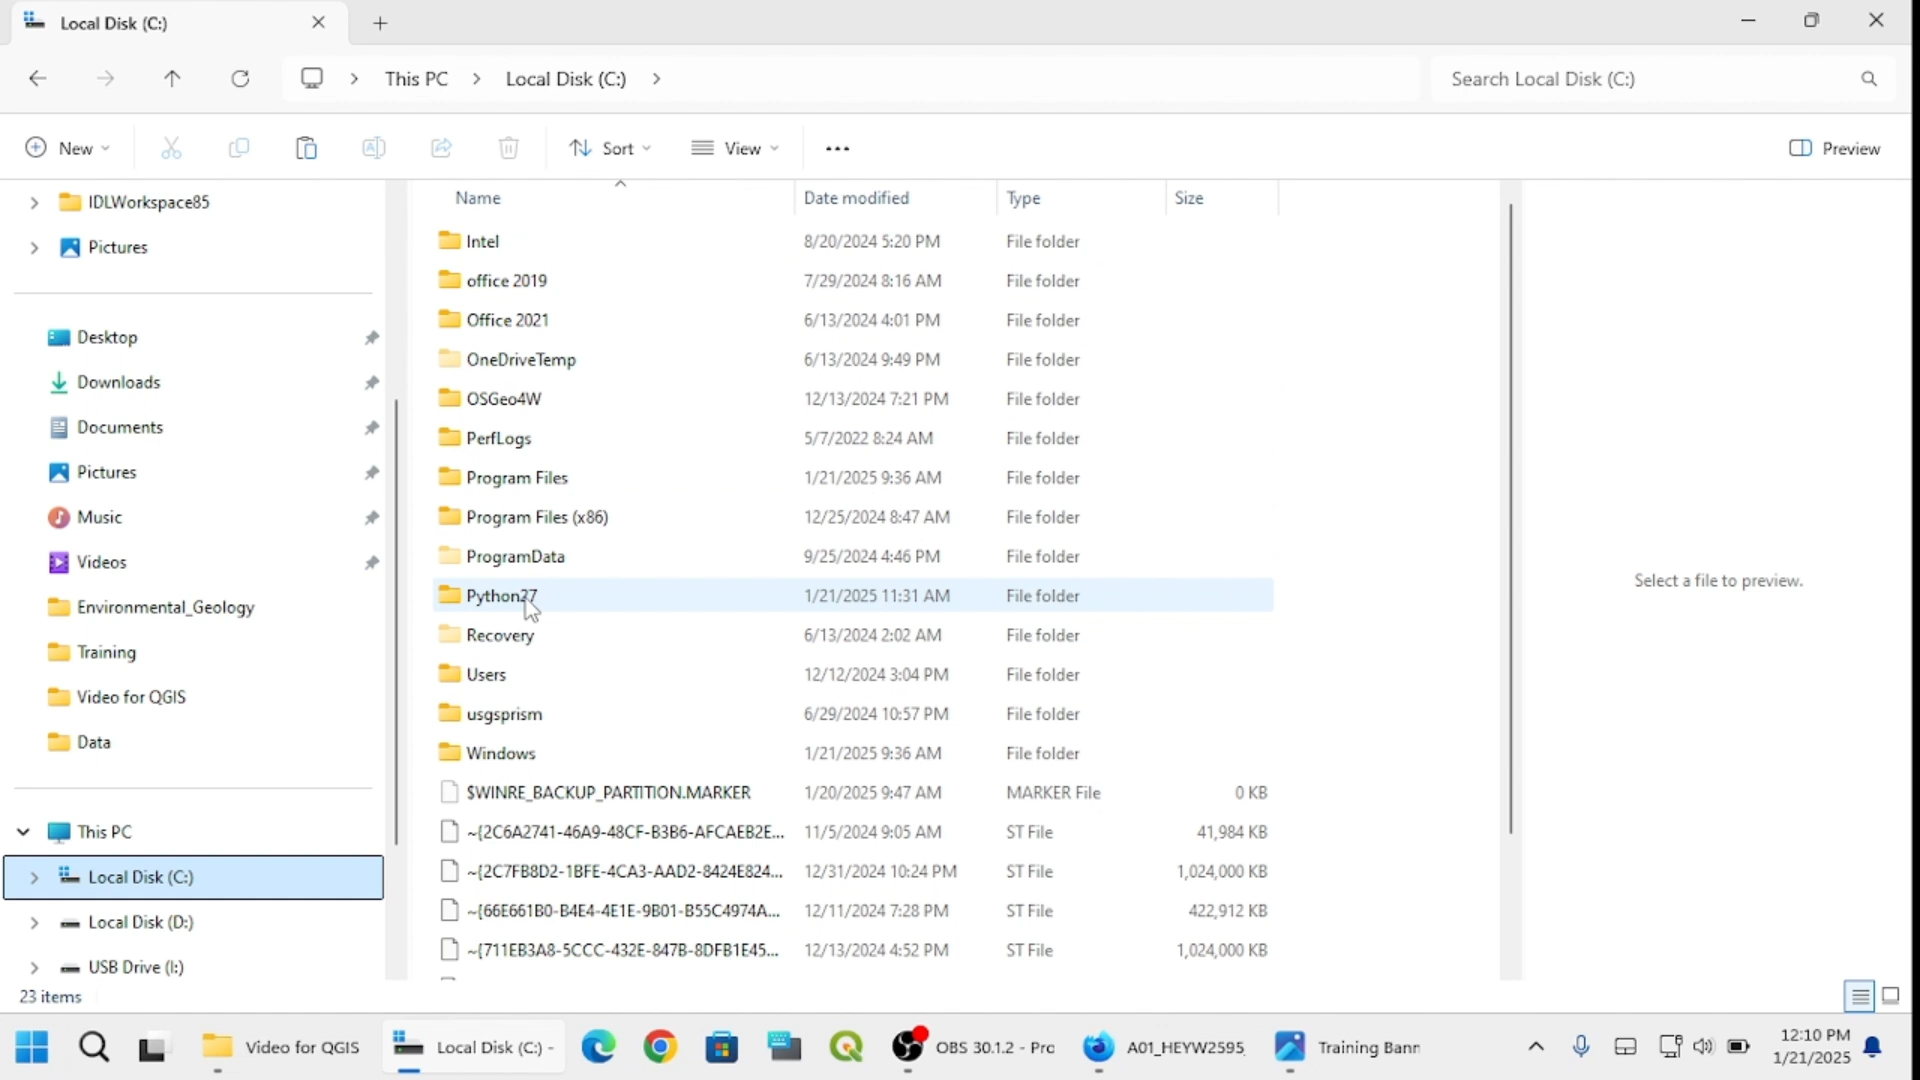 Local Disk (C:)
This PC > Local Disk (C:) >
Search Local Disk (C:)
New
Sort
View
Preview
IDLWorkspace85
Pictures
Desktop
Downloads
Documents
Pictures
Music
Videos
Environmental_Geology
Training
Video for QGIS
Data
This PC
Local Disk (C:)
Local Disk (D:)
USB Drive (I:)
Name Date modified Type Size
Intel 8/20/2024 5:20 PM File folder
office 2019 7/29/2024 8:16 AM File folder
Office 2021 6/13/2024 4:01 PM File folder
OneDriveTemp 6/13/2024 9:49 PM File folder
OSGeo4W 12/13/2024 7:21 PM File folder
PerfLogs 5/7/2022 8:24 AM File folder
Program Files 1/21/2025 9:36 AM File folder
Program Files (x86) 12/25/2024 8:47 AM File folder
ProgramData 9/25/2024 4:46 PM File folder
Python27 1/21/2025 11:31 AM File folder
Recovery 6/13/2024 2:02 AM File folder
Users 12/12/2024 3:04 PM File folder
usgsprism 6/29/2024 10:57 PM File folder
Windows 1/21/2025 9:36 AM File folder
$WINRE_BACKUP_PARTITION.MARKER 1/20/2025 9:47 AM MARKER File 0 KB
~{2C6A2741-46A9-48CF-B3B6-AFCAEB2E... 11/5/2024 9:05 AM ST File 41,984 KB
~{2C7FB8D2-1BFE-4CA3-AAD2-8424E824... 12/31/2024 10:24 PM ST File 1,024,000 KB
~{66E661B0-B4E4-4E1E-9B01-B55C4974A... 12/11/2024 7:28 PM ST File 422,912 KB
~{711EB3A8-5CCC-432E-847B-8DFB1E45... 12/13/2024 4:52 PM ST File 1,024,000 KB
Select a file to preview.
23 items
Video for QGIS
Local Disk (C:) -
OBS 30.1.2 - Pro
A01_HEYW2595
Training Bann
12:10 PM
1/21/2025